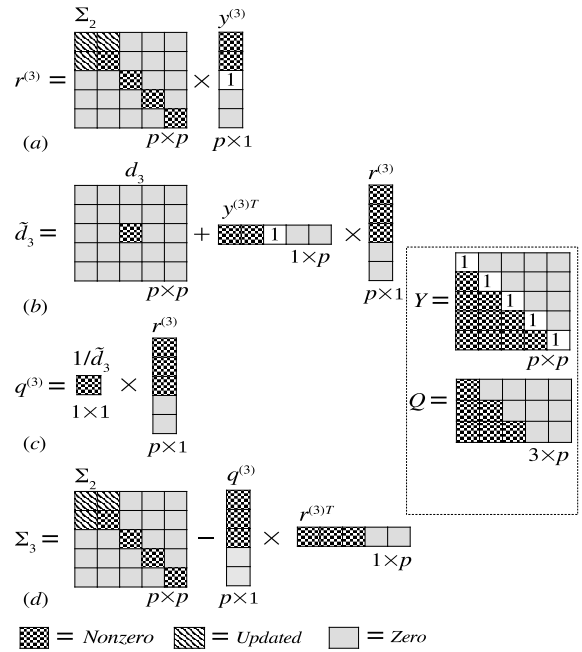 Σ₂ y⁽³⁾
r⁽³⁾ = × 1
p×p p×1
(a)
d₃ r⁽³⁾
y⁽³⁾ᵀ
d̃₃ = + 1 ×
1×p
p×p p×1
(b)
r⁽³⁾
1/d̃₃
q⁽³⁾ = ×
1×1
p×1
(c)
Y = 1 1 1 1 1
p×p
Q =
3×p
Σ₂ q⁽³⁾
r⁽³⁾ᵀ
Σ₃ = − ×
1×p
p×p p×1
(d)
= Nonzero = Updated = Zero